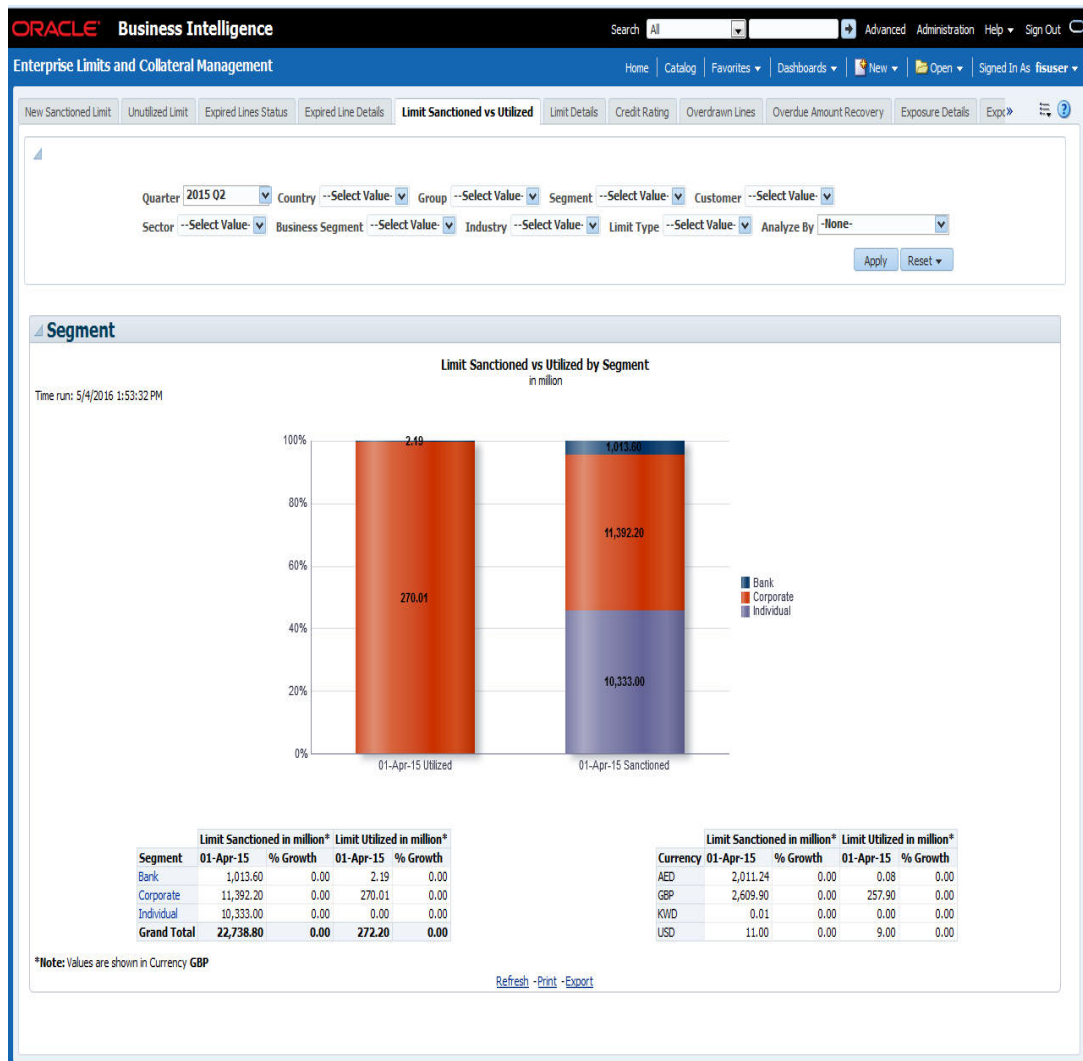 ORACLE Business Intelligence
Search All Advanced Administration Help Sign Out
Enterprise Limits and Collateral Management
Home Catalog Favorites Dashboards New Open Signed In As fisuser
New Sanctioned Limit Unutilized Limit Expired Lines Status Expired Line Details Limit Sanctioned vs Utilized Limit Details Credit Rating Overdrawn Lines Overdue Amount Recovery Exposure Details Expo»
Quarter 2015 Q2 Country --Select Value- Group --Select Value- Segment --Select Value- Customer --Select Value-
Sector --Select Value- Business Segment --Select Value- Industry --Select Value- Limit Type --Select Value- Analyze By -None-
Apply Reset
Segment
Limit Sanctioned vs Utilized by Segment
in million
Time run: 5/4/2016 1:53:32 PM
100%
80%
60%
40%
20%
0%
2.19
270.01
1,013.60
11,392.20
10,333.00
01-Apr-15 Utilized
01-Apr-15 Sanctioned
Bank
Corporate
Individual
Limit Sanctioned in million* Limit Utilized in million*
Segment 01-Apr-15 % Growth 01-Apr-15 % Growth
Bank 1,013.60 0.00 2.19 0.00
Corporate 11,392.20 0.00 270.01 0.00
Individual 10,333.00 0.00 0.00 0.00
Grand Total 22,738.80 0.00 272.20 0.00
Limit Sanctioned in million* Limit Utilized in million*
Currency 01-Apr-15 % Growth 01-Apr-15 % Growth
AED 2,011.24 0.00 0.08 0.00
GBP 2,609.90 0.00 257.90 0.00
KWD 0.01 0.00 0.00 0.00
USD 11.00 0.00 9.00 0.00
*Note: Values are shown in Currency GBP
Refresh - Print - Export